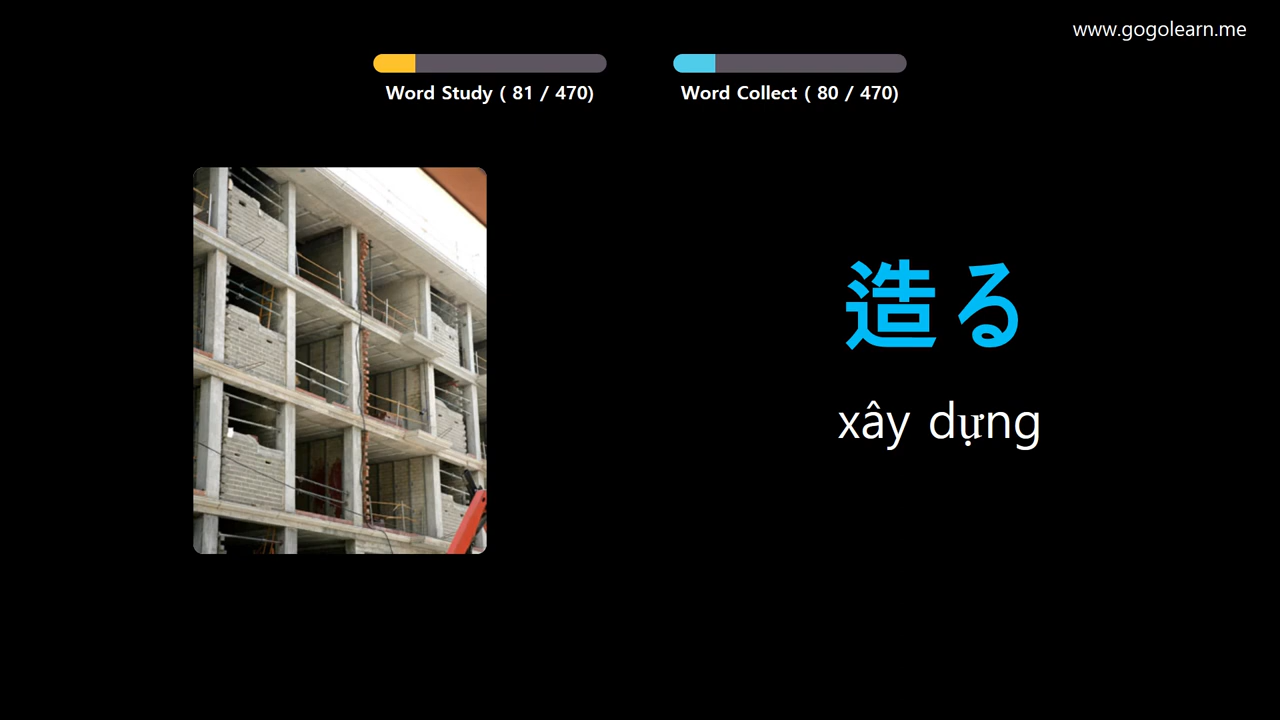 www.gogolearn.me
Word Study ( 81 / 470)
Word Collect ( 80 / 470)
造る
xây dựng